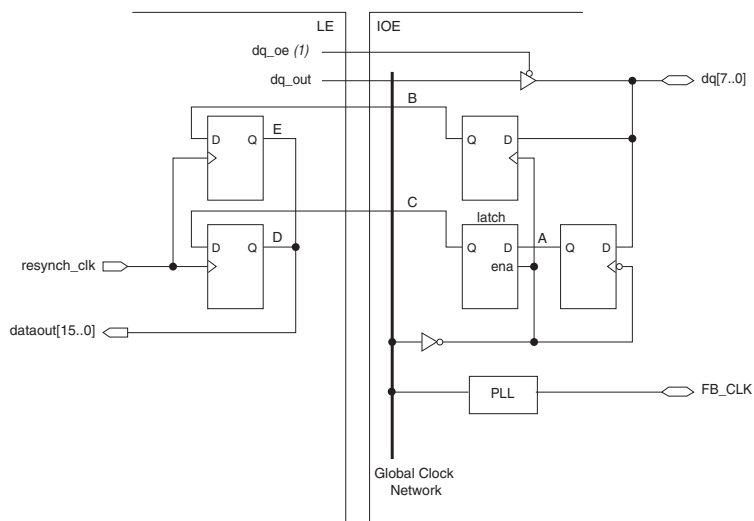 LE
IOE
dq_oe (1)
dq_out
dq[7..0]
B
D Q
E
Q D
C
latch
D Q
D
Q D
A
Q D
ena
resynch_clk
dataout[15..0]
PLL
FB_CLK
Global Clock
Network